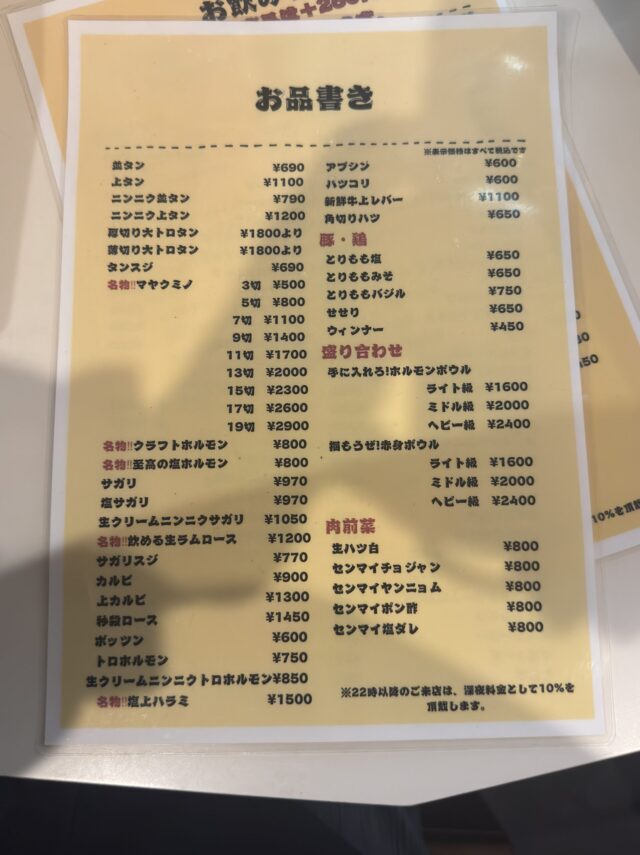 お飲み
お品書き
※表示価格はすべて税込です
並タン ¥690
上タン ¥1100
ニンニク並タン ¥790
ニンニク上タン ¥1200
厚切り大トロタン ¥1800より
薄切り大トロタン ¥1800より
タンスジ ¥690
名物!!マヤウミノ 3切 ¥500
5切 ¥800
7切 ¥1100
9切 ¥1400
11切 ¥1700
13切 ¥2000
15切 ¥2300
17切 ¥2600
19切 ¥2900
名物!!クラフトホルモン ¥800
名物!!至高の塩ホルモン ¥800
サガリ ¥970
塩サガリ ¥970
生クリームニンニクサガリ ¥1050
名物!!飲める生ラムロース ¥1200
サガリスジ ¥770
カルビ ¥900
上カルビ ¥1300
秒殺ロース ¥1450
ポッツン ¥600
トロホルモン ¥750
生クリームニンニクトロホルモン¥850
名物!!塩上ハラミ ¥1500
アブシン ¥600
ハツコリ ¥600
新鮮牛上レバー ¥1100
角切りハツ ¥650
豚・鶏
とりもも塩 ¥650
とりももみそ ¥650
とりももバジル ¥750
せせり ¥650
ウィンナー ¥450
盛り合わせ
手に入れろ!ホルモンボウル
ライト級 ¥1600
ミドル級 ¥2000
ヘビー級 ¥2400
掴もうぜ!赤身ボウル
ライト級 ¥1600
ミドル級 ¥2000
ヘビー級 ¥2400
肉前菜
生ハツ白 ¥800
センマイチョジャン ¥800
センマイヤンニョム ¥800
センマイポン酢 ¥800
センマイ塩ダレ ¥800
※22時以降のご来店は、深夜料金として10%を
頂戴します。
10%を頂戴